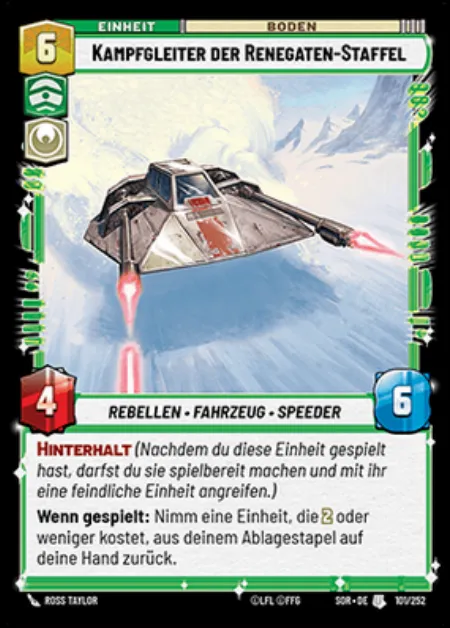 EINHEIT
BODEN
6
KAMPFGLEITER DER RENEGATEN-STAFFEL
4
REBELLEN • FAHRZEUG • SPEEDER
6
HINTERHALT (Nachdem du diese Einheit gespielt
hast, darfst du sie spielbereit machen und mit ihr
eine feindliche Einheit angreifen.)
Wenn gespielt: Nimm eine Einheit, die 2 oder
weniger kostet, aus deinem Ablagestapel auf
deine Hand zurück.
ROSS TAYLOR
©LFL ©FFG
SOR • DE
101/252